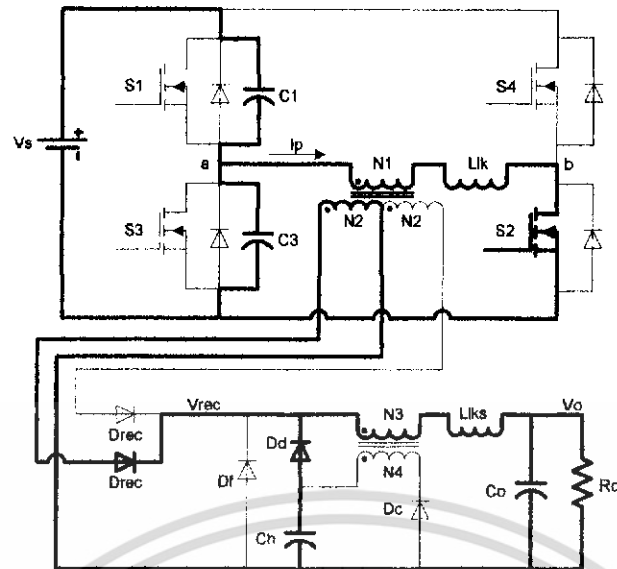 S1
C1
S4
Vs
+
-
a
Ip
N1
Llk
b
S3
C3
N2
N2
S2
Vrec
N3
Llks
Vo
Drec
Drec
Df
Dd
N4
Dc
Ch
Co
Ro